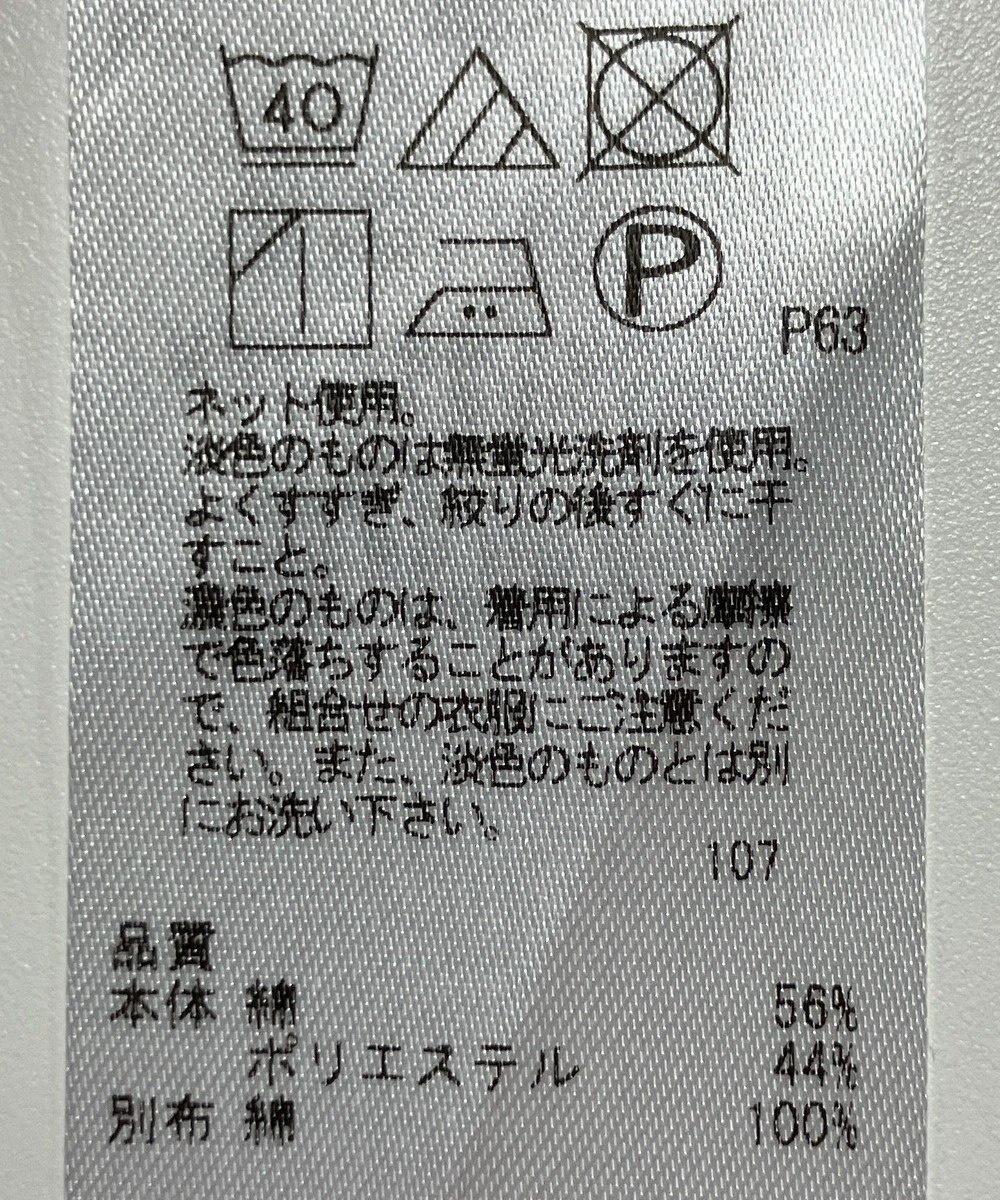 40
P
P63
ネット使用。
淡色のものは無蛍光洗剤を使用。
よくすすぎ、絞りの後すぐに干
すこと。
濃色のものは、着用による摩擦
で色落ちすることがありますの
で、組合せの衣服にご注意くだ
さい。また、淡色のものとは別
にお洗い下さい。
107
品質
本体 綿 56%
ポリエステル 44%
別布 綿 100%